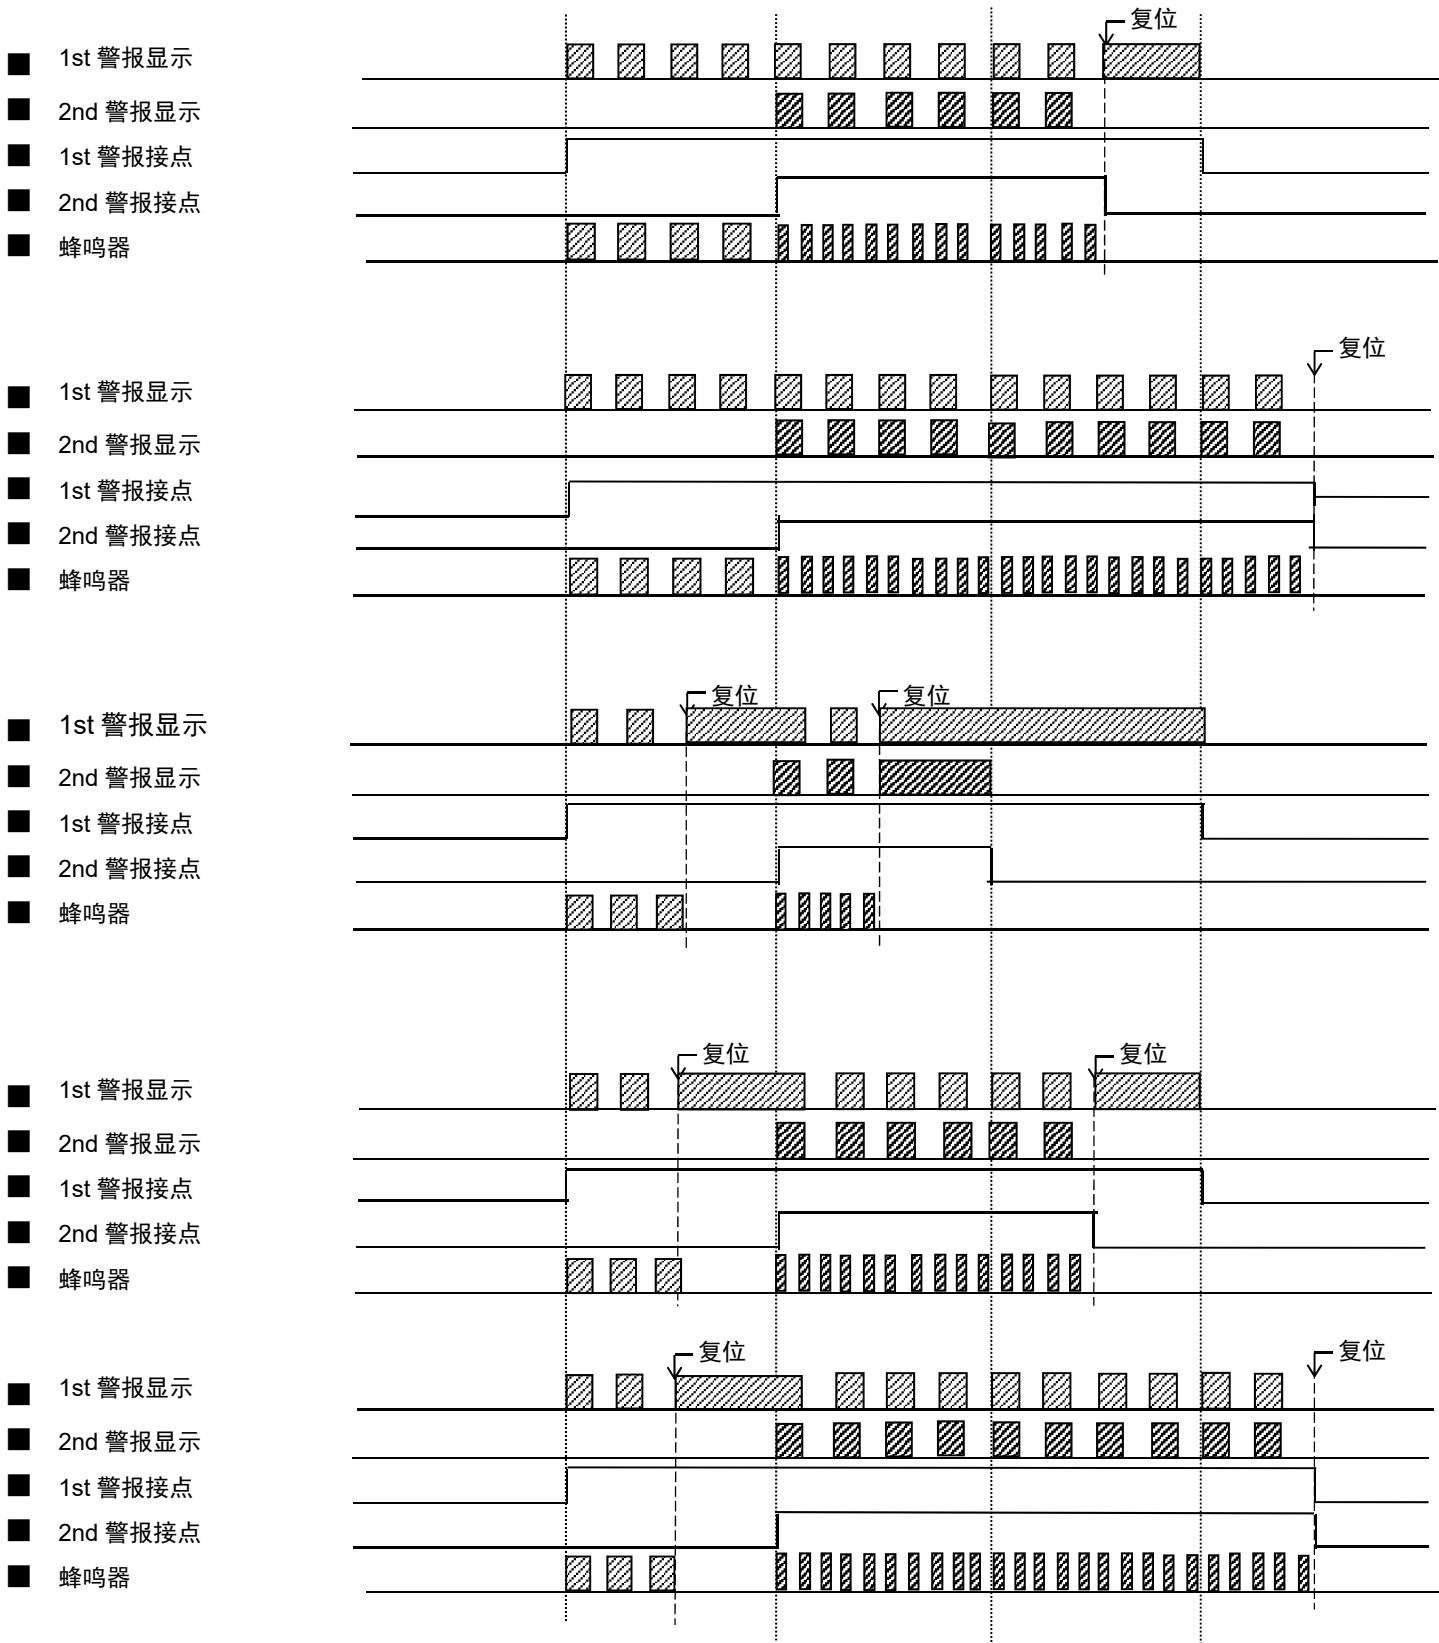 复位
1st 警报显示
2nd 警报显示
1st 警报接点
2nd 警报接点
蜂鸣器
复位
1st 警报显示
2nd 警报显示
1st 警报接点
2nd 警报接点
蜂鸣器
复位 复位
1st 警报显示
2nd 警报显示
1st 警报接点
2nd 警报接点
蜂鸣器
复位 复位
1st 警报显示
2nd 警报显示
1st 警报接点
2nd 警报接点
蜂鸣器
复位 复位
1st 警报显示
2nd 警报显示
1st 警报接点
2nd 警报接点
蜂鸣器